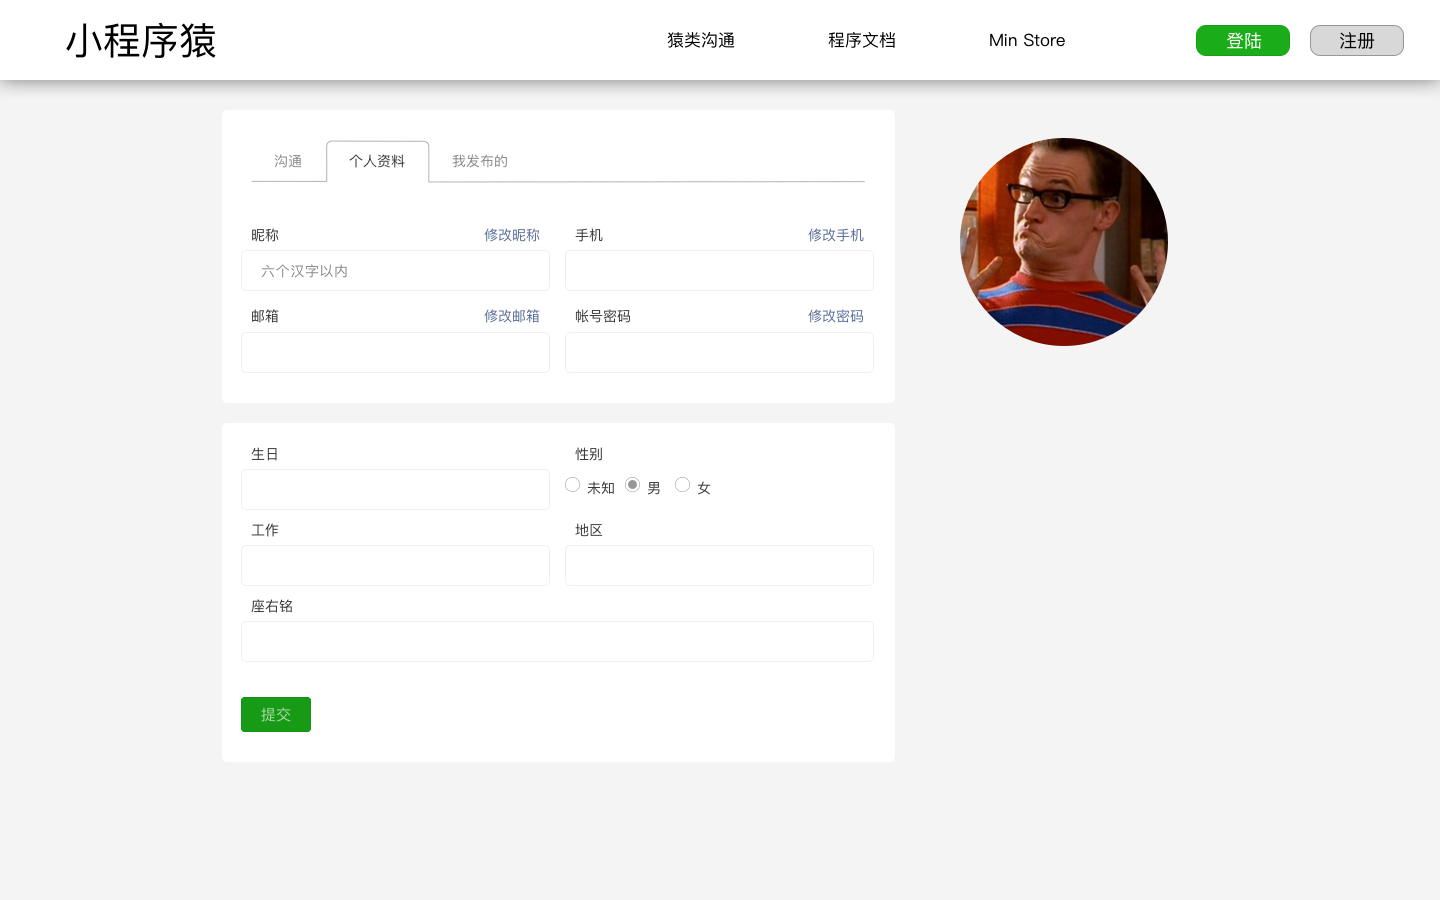 小程序猿
猿类沟通 程序文档 Min Store 登陆 注册
沟通 个人资料 我发布的
昵称 修改昵称 手机 修改手机
六个汉字以内
邮箱 修改邮箱 帐号密码 修改密码
生日 性别
未知 男 女
工作 地区
座右铭
提交